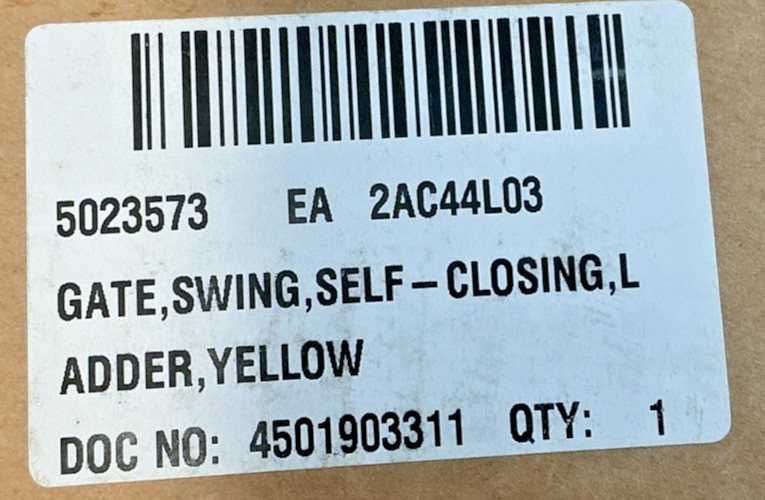 5023573 EA 2AC44L03
GATE,SWING,SELF-CLOSING,L
ADDER,YELLOW
DOC NO: 4501903311 QTY: 1